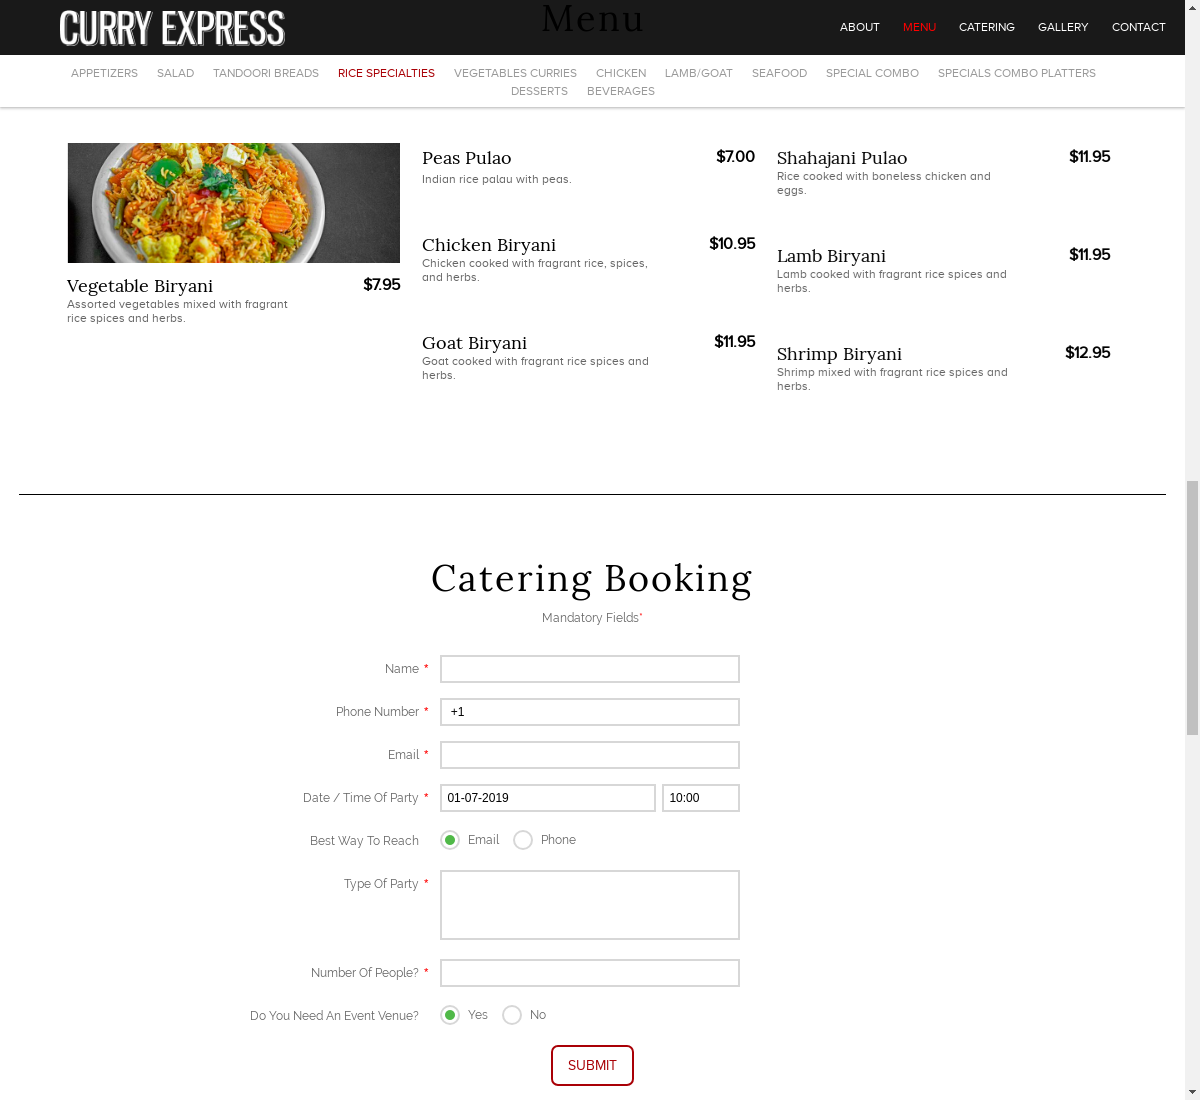 CURRY EXPRESS
Menu
ABOUT MENU CATERING GALLERY CONTACT
APPETIZERS SALAD TANDOORI BREADS RICE SPECIALTIES VEGETABLES CURRIES CHICKEN LAMB/GOAT SEAFOOD SPECIAL COMBO SPECIALS COMBO PLATTERS
DESSERTS BEVERAGES
Vegetable Biryani $7.95
Assorted vegetables mixed with fragrant
rice spices and herbs.
Peas Pulao $7.00
Indian rice palau with peas.
Chicken Biryani $10.95
Chicken cooked with fragrant rice, spices,
and herbs.
Goat Biryani $11.95
Goat cooked with fragrant rice spices and
herbs.
Shahajani Pulao $11.95
Rice cooked with boneless chicken and
eggs.
Lamb Biryani $11.95
Lamb cooked with fragrant rice spices and
herbs.
Shrimp Biryani $12.95
Shrimp mixed with fragrant rice spices and
herbs.
Catering Booking
Mandatory Fields*
Name *
Phone Number * +1
Email *
Date / Time Of Party * 01-07-2019 10:00
Best Way To Reach Email Phone
Type Of Party *
Number Of People? *
Do You Need An Event Venue? Yes No
SUBMIT